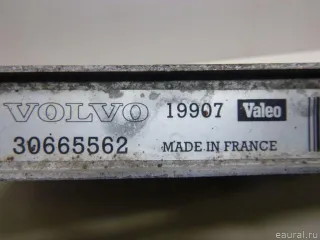 VOLVO 19907 Valeo
30665562 MADE IN FRANCE
eaural.ru